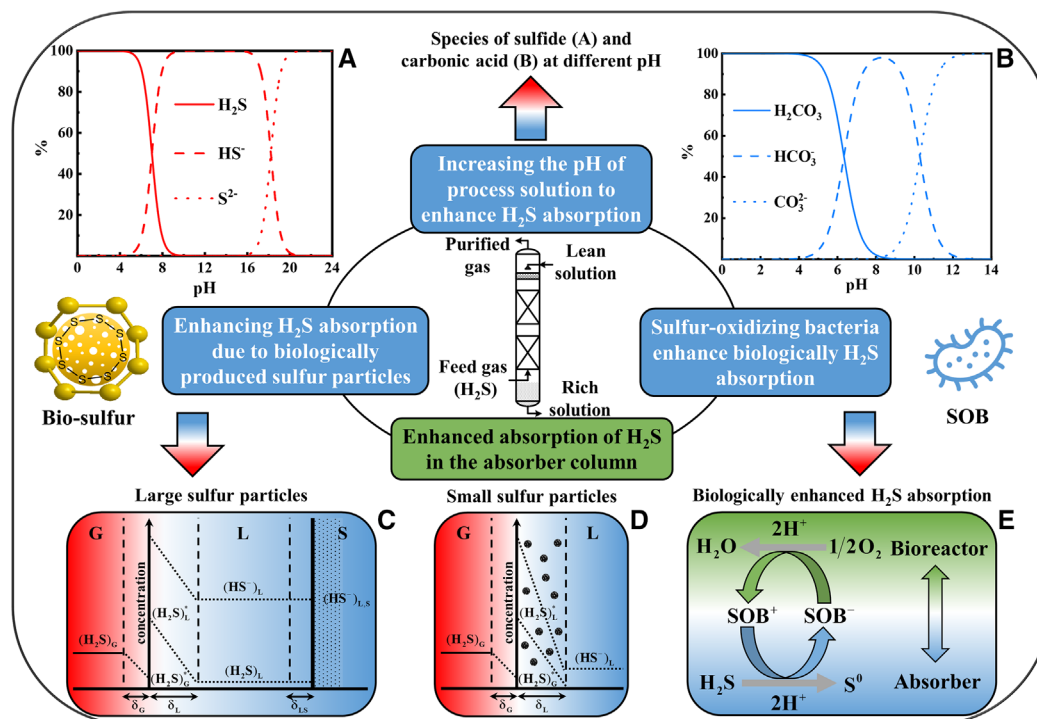 Species of sulfide (A) and
carbonic acid (B) at different pH
A
100
80
60
40
20
%
H₂S
HS⁻
S²⁻
0 4 8 12 16 20 24
pH
B
100
80
60
40
20
%
H₂CO₃
HCO₃⁻
CO₃²⁻
0 2 4 6 8 10 12 14
pH
Increasing the pH of
process solution to
enhance H₂S absorption
Purified
gas
Lean
solution
Feed gas
(H₂S)
Rich
solution
Bio-sulfur
S S S S S S S S
Enhancing H₂S absorption
due to biologically
produced sulfur particles
Sulfur-oxidizing bacteria
enhance biologically H₂S
absorption
SOB
Enhanced absorption of H₂S
in the absorber column
Large sulfur particles
C
G L S
concentration
(HS⁻)L
(HS⁻)L,S
(H₂S)*L
(H₂S)G
(H₂S)G
(H₂S)L
δG δL δLS
Small sulfur particles
D
G L
concentration
(H₂S)*L
(H₂S)G
(H₂S)G
(HS⁻)L
δG δL
Biologically enhanced H₂S absorption
E
2H⁺
H₂O 1/2O₂ Bioreactor
SOB⁺ SOB⁻
H₂S S⁰ Absorber
2H⁺